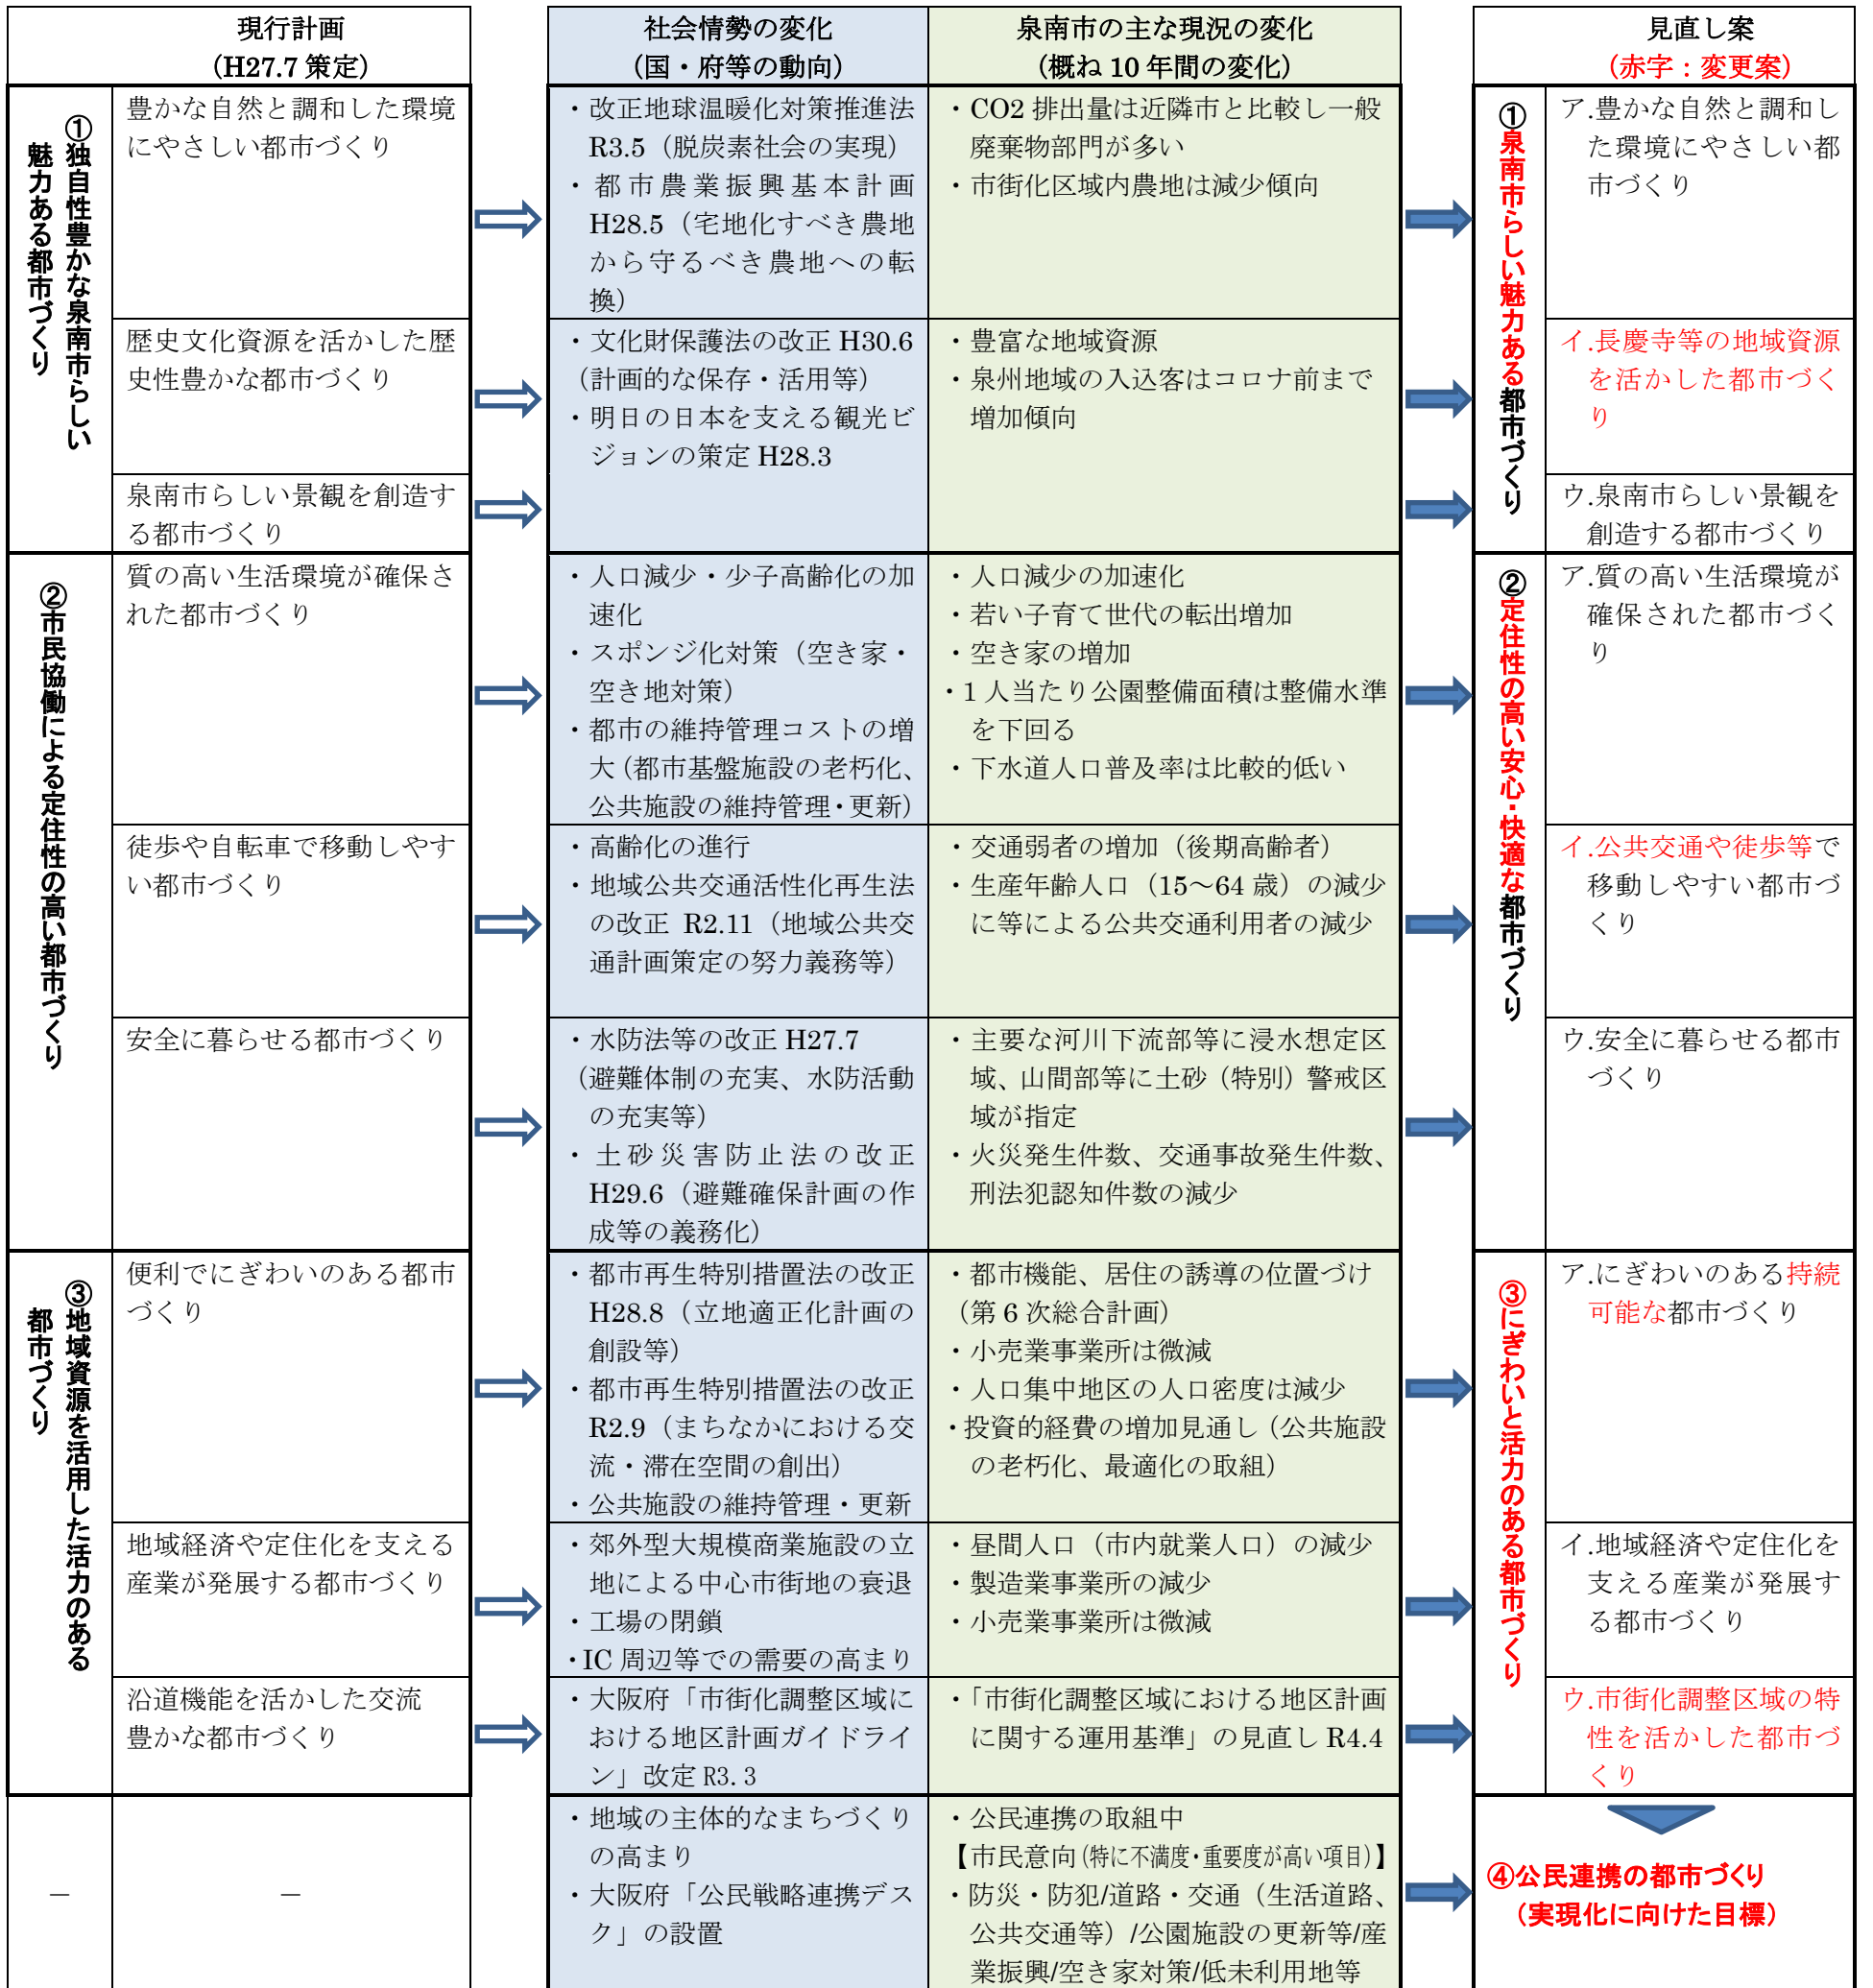 現行計画
（H27.7 策定）
社会情勢の変化
（国・府等の動向）
泉南市の主な現況の変化
（概ね 10 年間の変化）
見直し案
（赤字：変更案）
①独自性豊かな泉南市らしい
魅力ある都市づくり
豊かな自然と調和した環境
にやさしい都市づくり
・改正地球温暖化対策推進法
R3.5（脱炭素社会の実現）
・都市農業振興基本計画
H28.5（宅地化すべき農地
から守るべき農地への転
換）
・CO2 排出量は近隣市と比較し一般
廃棄物部門が多い
・市街化区域内農地は減少傾向
①泉南市らしい魅力ある都市づくり
ア.豊かな自然と調和し
た環境にやさしい都
市づくり
歴史文化資源を活かした歴
史性豊かな都市づくり
・文化財保護法の改正 H30.6
（計画的な保存・活用等）
・明日の日本を支える観光ビ
ジョンの策定 H28.3
・豊富な地域資源
・泉州地域の入込客はコロナ前まで
増加傾向
イ.長慶寺等の地域資源
を活かした都市づく
り
泉南市らしい景観を創造す
る都市づくり
ウ.泉南市らしい景観を
創造する都市づくり
②市民協働による定住性の高い都市づくり
質の高い生活環境が確保さ
れた都市づくり
・人口減少・少子高齢化の加
速化
・スポンジ化対策（空き家・
空き地対策）
・都市の維持管理コストの増
大（都市基盤施設の老朽化、
公共施設の維持管理・更新）
・人口減少の加速化
・若い子育て世代の転出増加
・空き家の増加
・1 人当たり公園整備面積は整備水準
を下回る
・下水道人口普及率は比較的低い
②定住性の高い安心・快適な都市づくり
ア.質の高い生活環境が
確保された都市づく
り
徒歩や自転車で移動しやす
い都市づくり
・高齢化の進行
・地域公共交通活性化再生法
の改正 R2.11（地域公共交
通計画策定の努力義務等）
・交通弱者の増加（後期高齢者）
・生産年齢人口（15～64 歳）の減少
に等による公共交通利用者の減少
イ.公共交通や徒歩等で
移動しやすい都市づ
くり
安全に暮らせる都市づくり
・水防法等の改正 H27.7
（避難体制の充実、水防活動
の充実等）
・土砂災害防止法の改正
H29.6（避難確保計画の作
成等の義務化）
・主要な河川下流部等に浸水想定区
域、山間部等に土砂（特別）警戒区
域が指定
・火災発生件数、交通事故発生件数、
刑法犯認知件数の減少
ウ.安全に暮らせる都市
づくり
③地域資源を活用した活力のある
都市づくり
便利でにぎわいのある都市
づくり
・都市再生特別措置法の改正
H28.8（立地適正化計画の
創設等）
・都市再生特別措置法の改正
R2.9（まちなかにおける交
流・滞在空間の創出）
・公共施設の維持管理・更新
・都市機能、居住の誘導の位置づけ
（第 6 次総合計画）
・小売業事業所は微減
・人口集中地区の人口密度は減少
・投資的経費の増加見通し（公共施設
の老朽化、最適化の取組）
③にぎわいと活力のある都市づくり
ア.にぎわいのある持続
可能な都市づくり
地域経済や定住化を支える
産業が発展する都市づくり
・郊外型大規模商業施設の立
地による中心市街地の衰退
・工場の閉鎖
・IC 周辺等での需要の高まり
・昼間人口（市内就業人口）の減少
・製造業事業所の減少
・小売業事業所は微減
イ.地域経済や定住化を
支える産業が発展す
る都市づくり
沿道機能を活かした交流
豊かな都市づくり
・大阪府「市街化調整区域に
おける地区計画ガイドライ
ン」改定 R3.3
・「市街化調整区域における地区計画
に関する運用基準」の見直し R4.4
ウ.市街化調整区域の特
性を活かした都市づ
くり
－
－
・地域の主体的なまちづくり
の高まり
・大阪府「公民戦略連携デス
ク」の設置
・公民連携の取組中
【市民意向（特に不満度・重要度が高い項目）】
・防災・防犯/道路・交通（生活道路、
公共交通等）/公園施設の更新等/産
業振興/空き家対策/低未利用地等
④公民連携の都市づくり
（実現化に向けた目標）